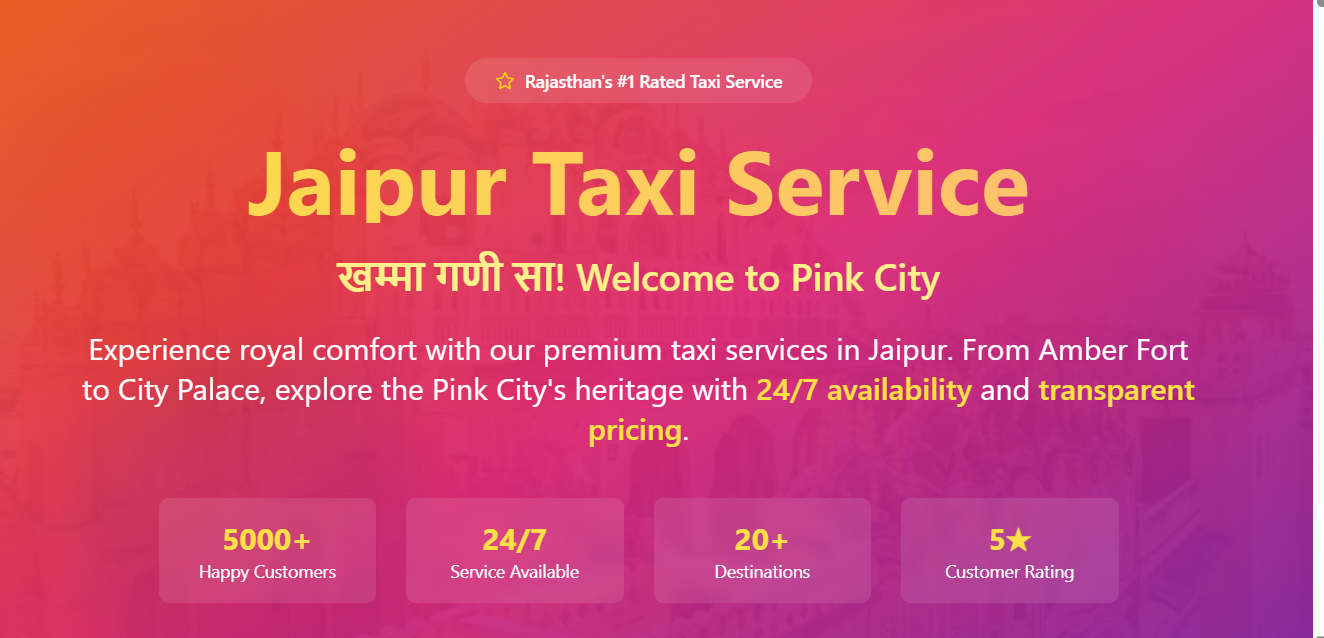 Rajasthan's #1 Rated Taxi Service
Jaipur Taxi Service
खम्मा गणी सा! Welcome to Pink City
Experience royal comfort with our premium taxi services in Jaipur. From Amber Fort
to City Palace, explore the Pink City's heritage with 24/7 availability and transparent
pricing.
5000+
Happy Customers
24/7
Service Available
20+
Destinations
5★
Customer Rating